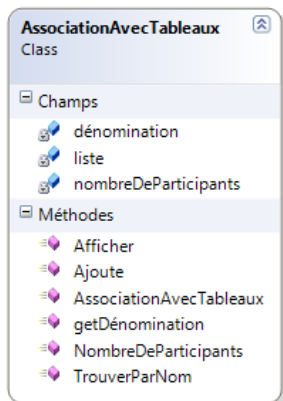 AssociationAvecTableaux
Class
Champs
dénomination
liste
nombreDeParticipants
Méthodes
Afficher
Ajoute
AssociationAvecTableaux
getDénomination
NombreDeParticipants
TrouverParNom